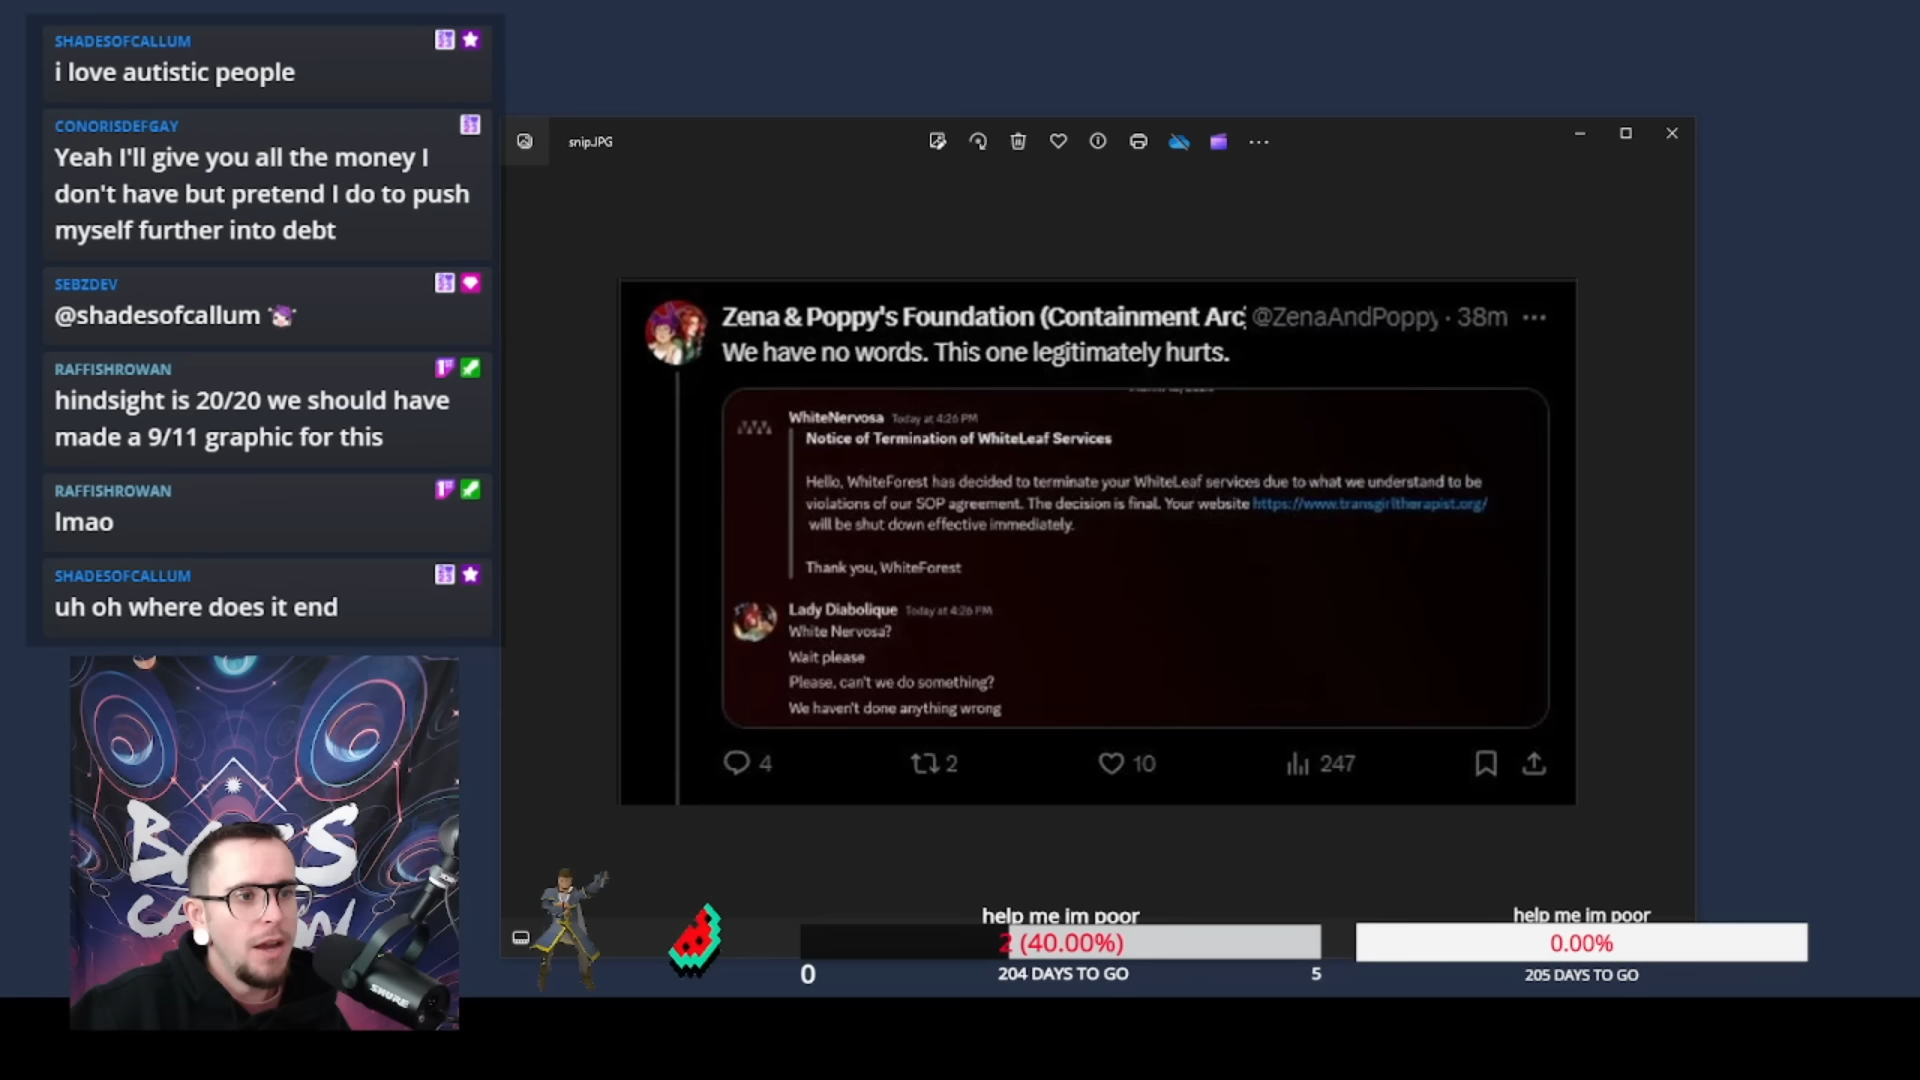 SHADESOFCALLUM
i love autistic people
CONORISDEFGAY
Yeah I'll give you all the money I
don't have but pretend I do to push
myself further into debt
SEBZDEV
@shadesofcallum
RAFFISHROWAN
hindsight is 20/20 we should have
made a 9/11 graphic for this
RAFFISHROWAN
lmao
SHADESOFCALLUM
uh oh where does it end
snip.JPG
Zena & Poppy's Foundation (Containment Arc @ZenaAndPoppy · 38m
We have no words. This one legitimately hurts.
WhiteNervosa Today at 4:26 PM
Notice of Termination of WhiteLeaf Services
Hello, WhiteForest has decided to terminate your WhiteLeaf services due to what we understand to be
violations of our SOP agreement. The decision is final. Your website https://www.transgirltherapist.org/
will be shut down effective immediately.
Thank you, WhiteForest
Lady Diabolique Today at 4:26 PM
White Nervosa?
Wait please
Please, can't we do something?
We haven't done anything wrong
4 2 10 247
SHURE
help me im poor
2 (40.00%)
0 204 DAYS TO GO 5
help me im poor
0.00%
205 DAYS TO GO